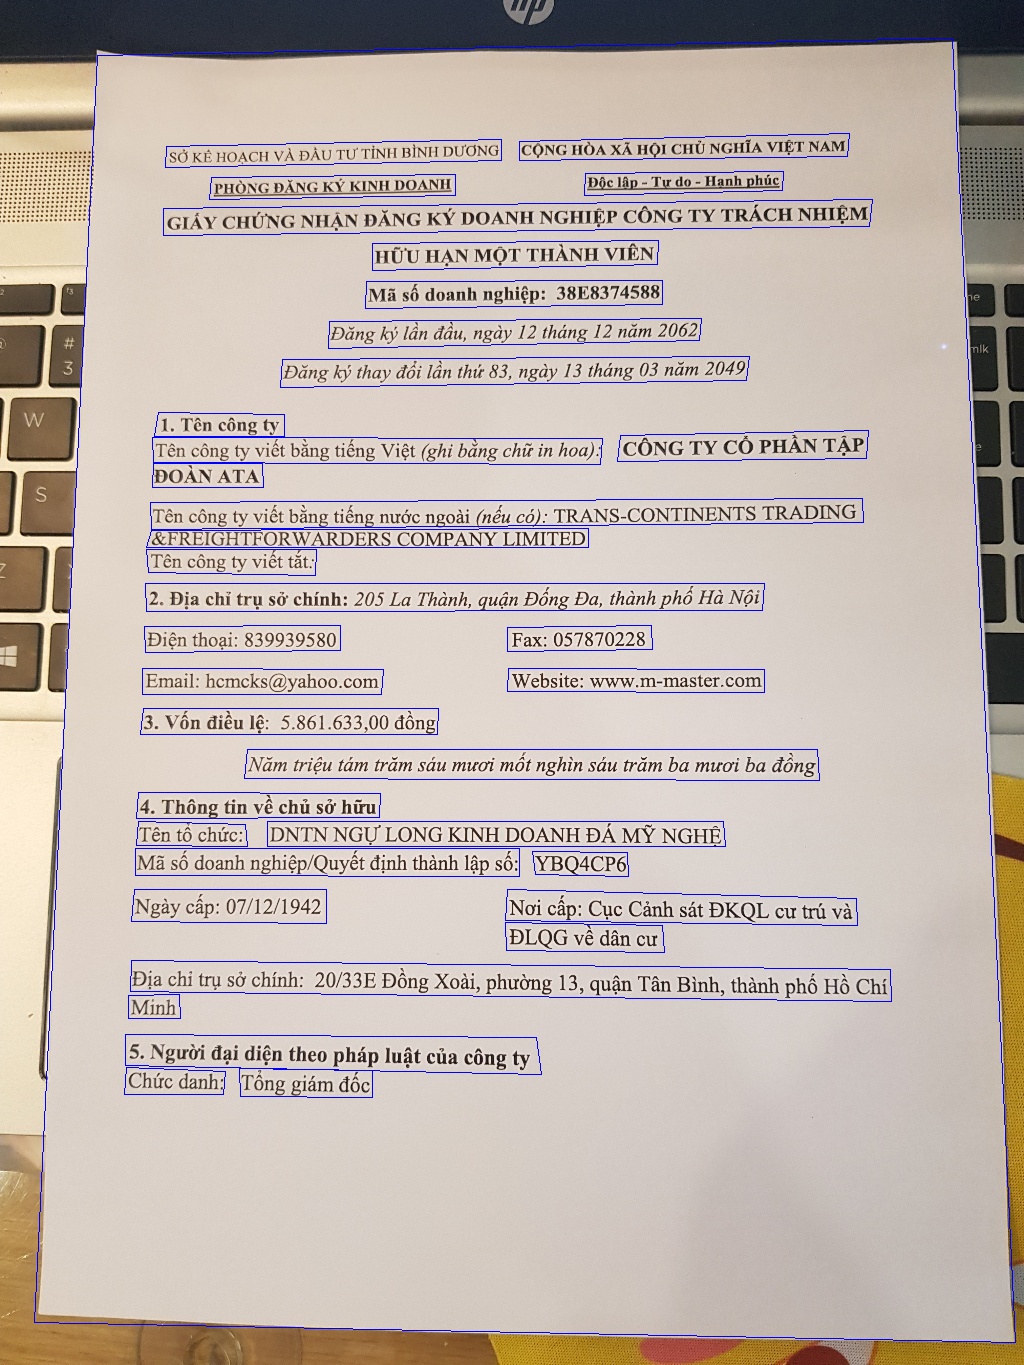 hp
SỞ KẾ HOẠCH VÀ ĐẦU TƯ TỈNH BÌNH DƯƠNG CỘNG HÒA XÃ HỘI CHỦ NGHĨA VIỆT NAM
PHÒNG ĐĂNG KÝ KINH DOANH Độc lập - Tự do - Hạnh phúc
GIẤY CHỨNG NHẬN ĐĂNG KÝ DOANH NGHIỆP CÔNG TY TRÁCH NHIỆM
HỮU HẠN MỘT THÀNH VIÊN
Mã số doanh nghiệp: 38E8374588
Đăng ký lần đầu, ngày 12 tháng 12 năm 2062
Đăng ký thay đổi lần thứ 83, ngày 13 tháng 03 năm 2049
1. Tên công ty
Tên công ty viết bằng tiếng Việt (ghi bằng chữ in hoa): CÔNG TY CỔ PHẦN TẬP
ĐOÀN ATA
Tên công ty viết bằng tiếng nước ngoài (nếu có): TRANS-CONTINENTS TRADING
&FREIGHTFORWARDERS COMPANY LIMITED
Tên công ty viết tắt:
2. Địa chỉ trụ sở chính: 205 La Thành, quận Đống Đa, thành phố Hà Nội
Điện thoại: 839939580 Fax: 057870228
Email: hcmcks@yahoo.com Website: www.m-master.com
3. Vốn điều lệ: 5.861.633,00 đồng
Năm triệu tám trăm sáu mươi mốt nghìn sáu trăm ba mươi ba đồng
4. Thông tin về chủ sở hữu
Tên tổ chức: DNTN NGỰ LONG KINH DOANH ĐÁ MỸ NGHỆ
Mã số doanh nghiệp/Quyết định thành lập số: YBQ4CP6
Ngày cấp: 07/12/1942 Nơi cấp: Cục Cảnh sát ĐKQL cư trú và
ĐLQG về dân cư
Địa chỉ trụ sở chính: 20/33E Đồng Xoài, phường 13, quận Tân Bình, thành phố Hồ Chí
Minh
5. Người đại diện theo pháp luật của công ty
Chức danh: Tổng giám đốc
#
3
W
S
Z